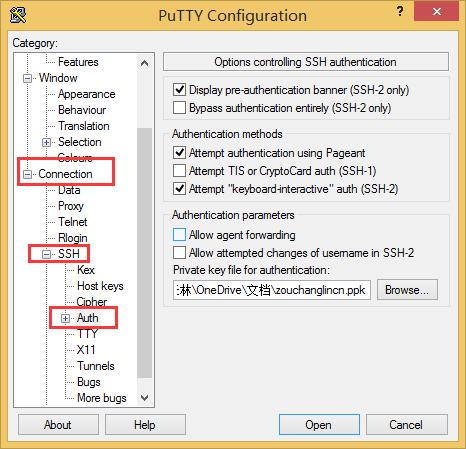 PuTTY Configuration
?
Category:
Features
Window
Appearance
Behaviour
Translation
Selection
Colours
Connection
Data
Proxy
Telnet
Rlogin
SSH
Kex
Host keys
Cipher
Auth
TTY
X11
Tunnels
Bugs
More bugs
Options controlling SSH authentication
Display pre-authentication banner (SSH-2 only)
Bypass authentication entirely (SSH-2 only)
Authentication methods
Attempt authentication using Pageant
Attempt TIS or CryptoCard auth (SSH-1)
Attempt "keyboard-interactive" auth (SSH-2)
Authentication parameters
Allow agent forwarding
Allow attempted changes of username in SSH-2
Private key file for authentication:
\OneDrive\文档\zouchanglincn.ppk
Browse...
About
Help
Open
Cancel